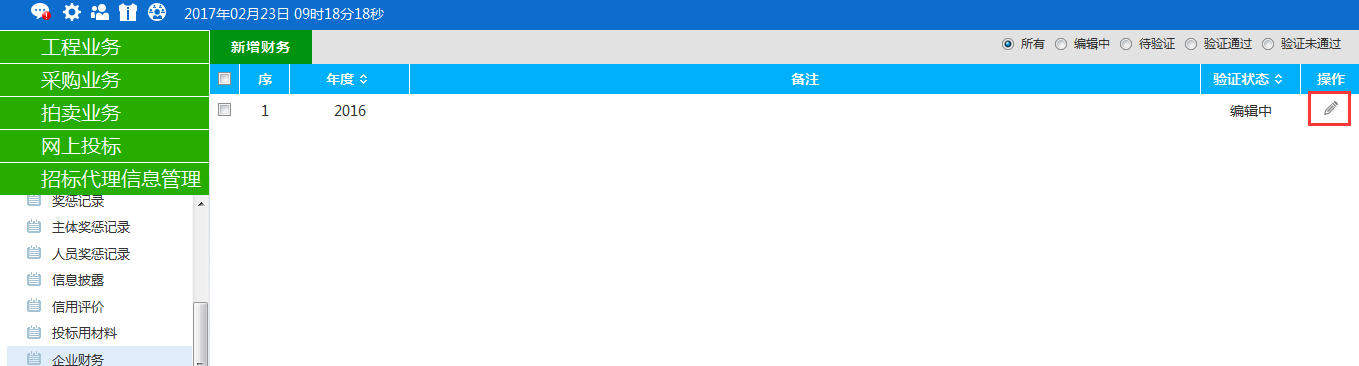 2017年02月23日 09时18分18秒
工程业务
采购业务
拍卖业务
网上投标
招标代理信息管理
奖惩记录
主体奖惩记录
人员奖惩记录
信息披露
信用评价
投标用材料
企业财务
新增财务
所有 编辑中 待验证 验证通过 验证未通过
序 年度 备注 验证状态 操作
1 2016 编辑中